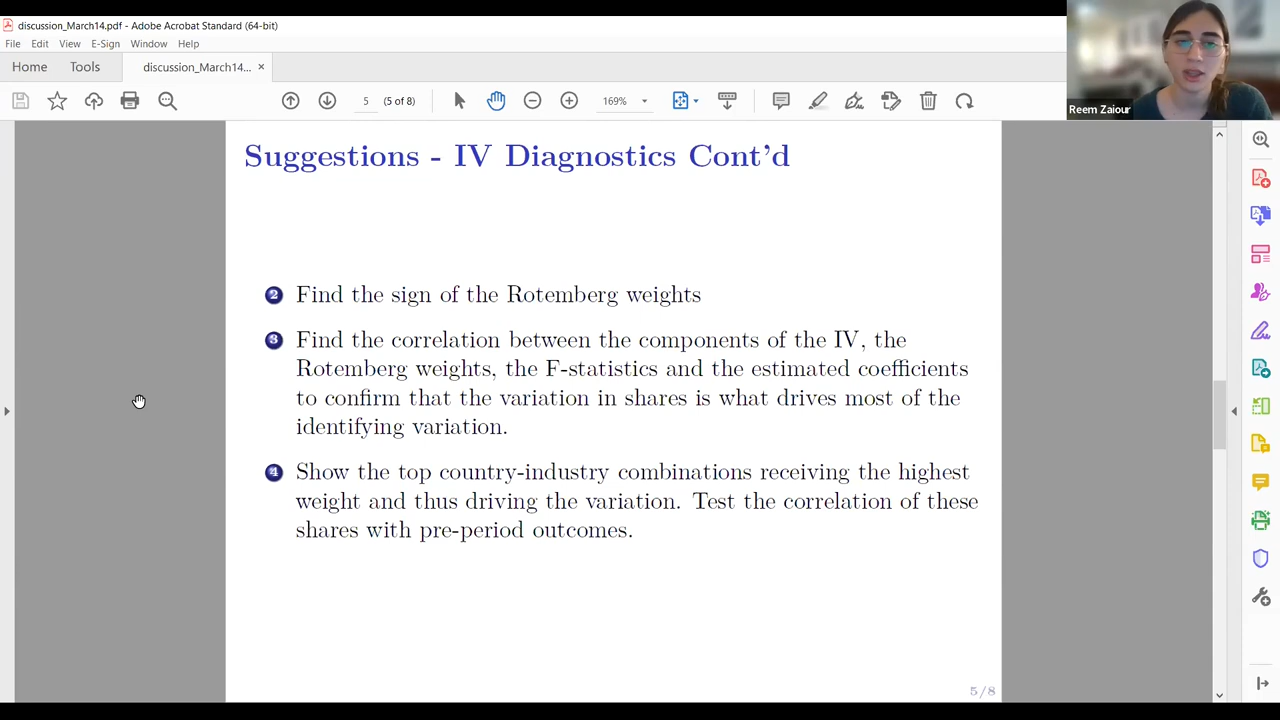 discussion_March14.pdf - Adobe Acrobat Standard (64-bit)
File Edit View E-Sign Window Help
Home Tools discussion_March14... ×
5 (5 of 8) 169%
Reem Zaiour
Suggestions - IV Diagnostics Cont'd
2 Find the sign of the Rotemberg weights
3 Find the correlation between the components of the IV, the
Rotemberg weights, the F-statistics and the estimated coefficients
to confirm that the variation in shares is what drives most of the
identifying variation.
4 Show the top country-industry combinations receiving the highest
weight and thus driving the variation. Test the correlation of these
shares with pre-period outcomes.
5/8